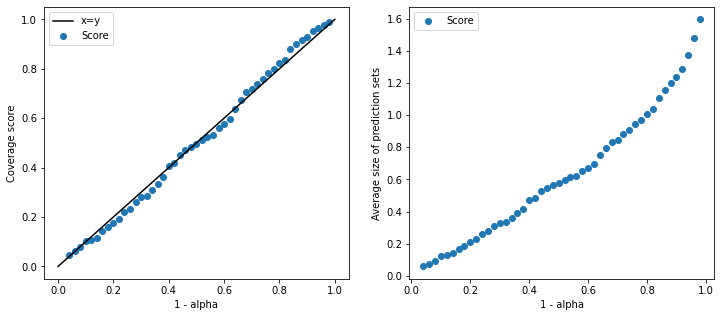 x=y
Score
Coverage score
1.0
0.8
0.6
0.4
0.2
0.0
0.0 0.2 0.4 0.6 0.8 1.0
1 - alpha
Score
Average size of prediction sets
1.6
1.4
1.2
1.0
0.8
0.6
0.4
0.2
0.0
0.0 0.2 0.4 0.6 0.8 1.0
1 - alpha